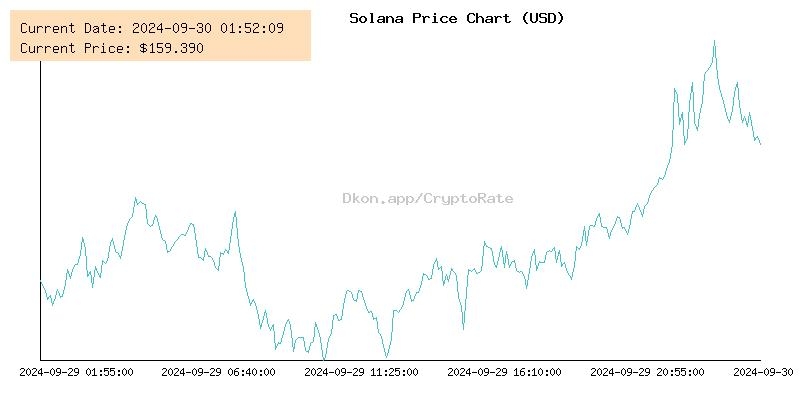 Solana Price Chart (USD)
Current Date: 2024-09-30 01:52:09
Current Price: $159.390
Dkon.app/CryptoRate
2024-09-29 01:55:00 2024-09-29 06:40:00 2024-09-29 11:25:00 2024-09-29 16:10:00 2024-09-29 20:55:00 2024-09-30